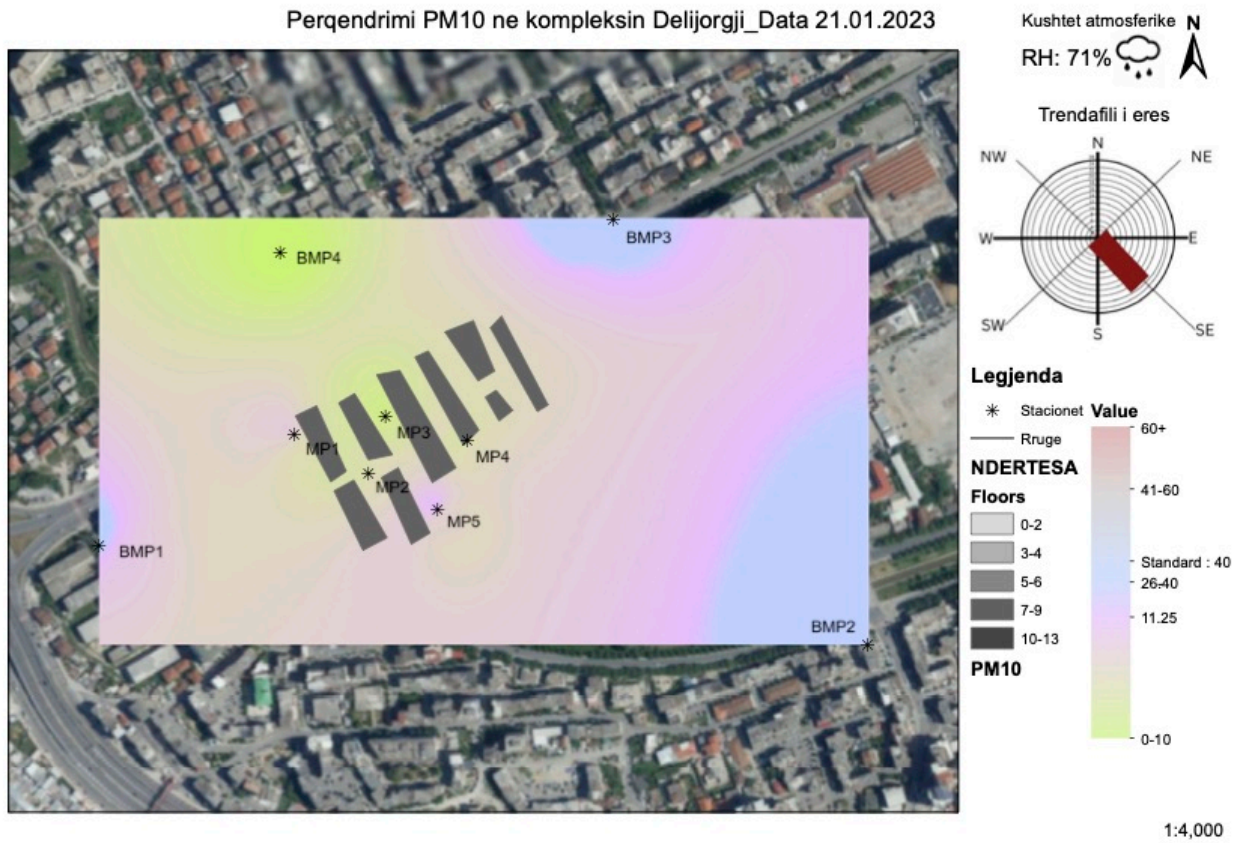 Perqendrimi PM10 ne kompleksin Delijorgji_Data 21.01.2023
Kushtet atmosferike
N
RH: 71%
Trendafili i eres
N
NW
NE
W
E
SW
SE
S
BMP3
BMP4
MP1
MP3
MP4
MP2
MP5
BMP1
BMP2
Legjenda
Stacionet
Rruge
NDERTESA
Floors
0-2
3-4
5-6
7-9
10-13
PM10
Value
60+
41-60
Standard : 40
26-40
11.25
0-10
1:4,000